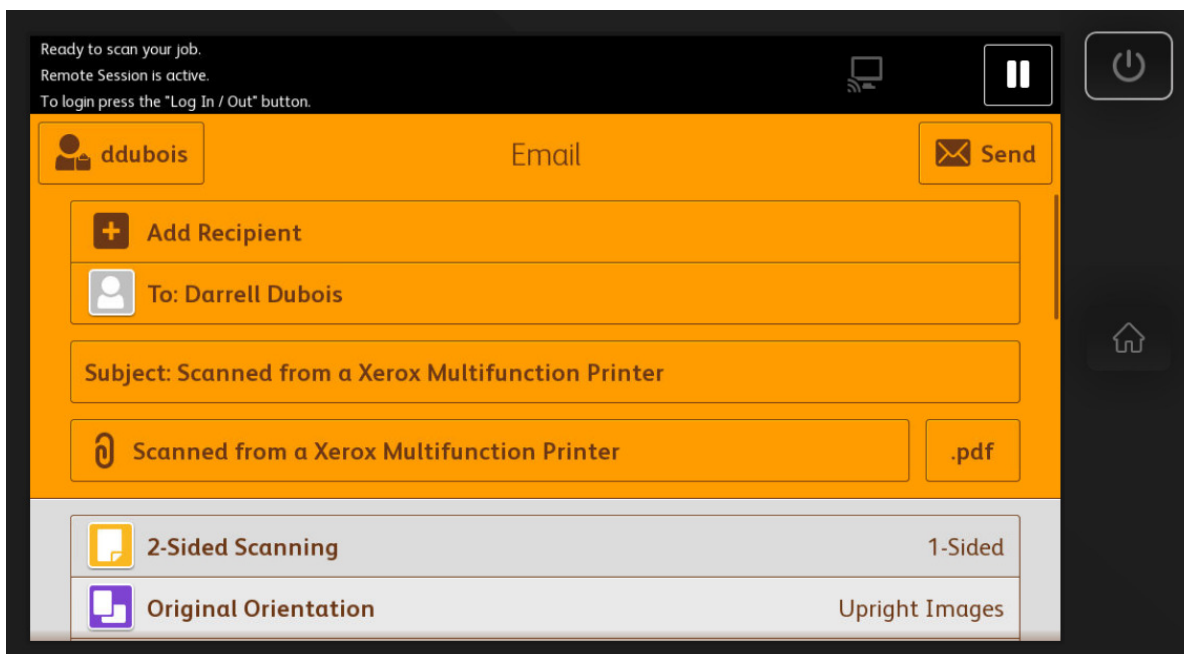 Ready to scan your job.
Remote Session is active.
To login press the "Log In / Out" button.
ddubois
Email
Send
Add Recipient
To: Darrell Dubois
Subject: Scanned from a Xerox Multifunction Printer
Scanned from a Xerox Multifunction Printer
.pdf
2-Sided Scanning
1-Sided
Original Orientation
Upright Images